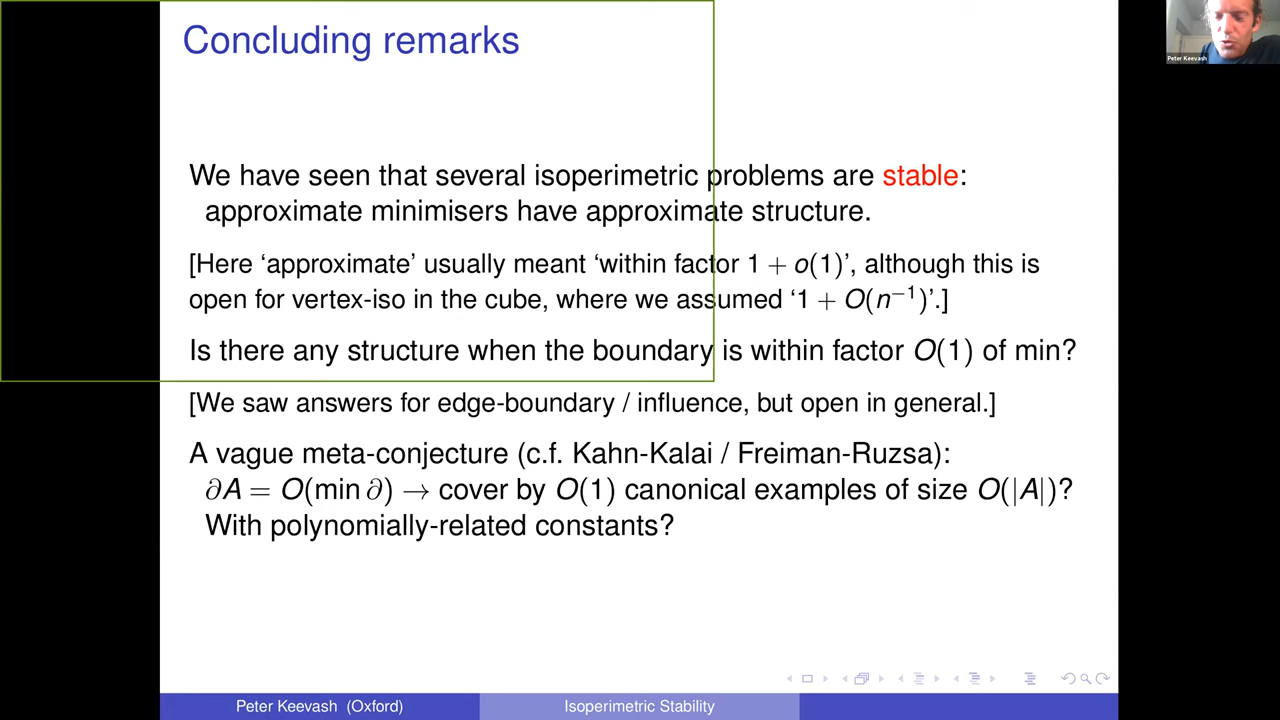 Concluding remarks
Peter Keevash
We have seen that several isoperimetric problems are stable:
approximate minimisers have approximate structure.
[Here ‘approximate’ usually meant ‘within factor 1 + o(1)’, although this is
open for vertex-iso in the cube, where we assumed ‘1 + O(n⁻¹)’.]
Is there any structure when the boundary is within factor O(1) of min?
[We saw answers for edge-boundary / influence, but open in general.]
A vague meta-conjecture (c.f. Kahn-Kalai / Freiman-Ruzsa):
∂A = O(min ∂) → cover by O(1) canonical examples of size O(|A|)?
With polynomially-related constants?
Peter Keevash (Oxford)
Isoperimetric Stability